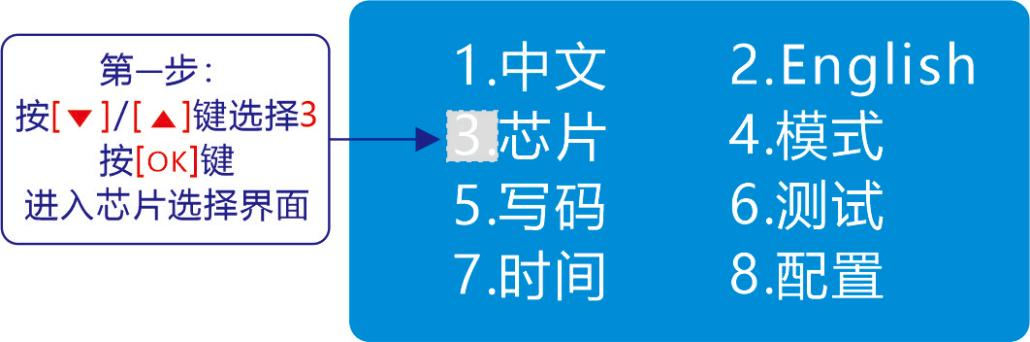 第一步：
按[▼]/[▲]键选择3
按[OK]键
进入芯片选择界面
1.中文 2.English
3.芯片 4.模式
5.写码 6.测试
7.时间 8.配置